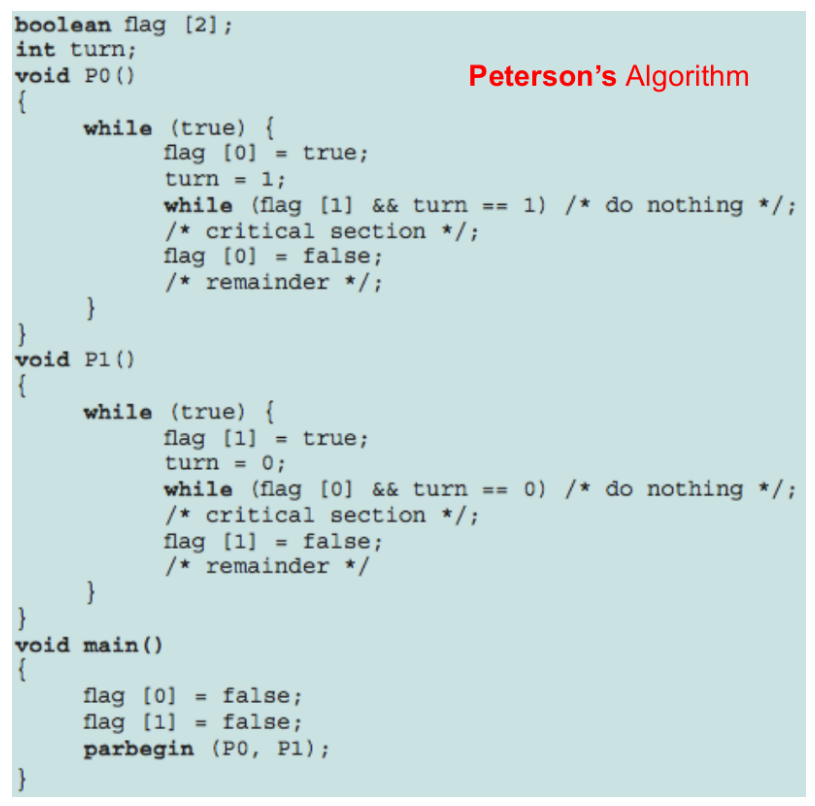 boolean flag [2];
int turn;
void P0()
Peterson's Algorithm
{
while (true) {
flag [0] = true;
turn = 1;
while (flag [1] && turn == 1) /* do nothing */;
/* critical section */;
flag [0] = false;
/* remainder */;
}
}
void P1()
{
while (true) {
flag [1] = true;
turn = 0;
while (flag [0] && turn == 0) /* do nothing */;
/* critical section */;
flag [1] = false;
/* remainder */
}
}
void main()
{
flag [0] = false;
flag [1] = false;
parbegin (P0, P1);
}